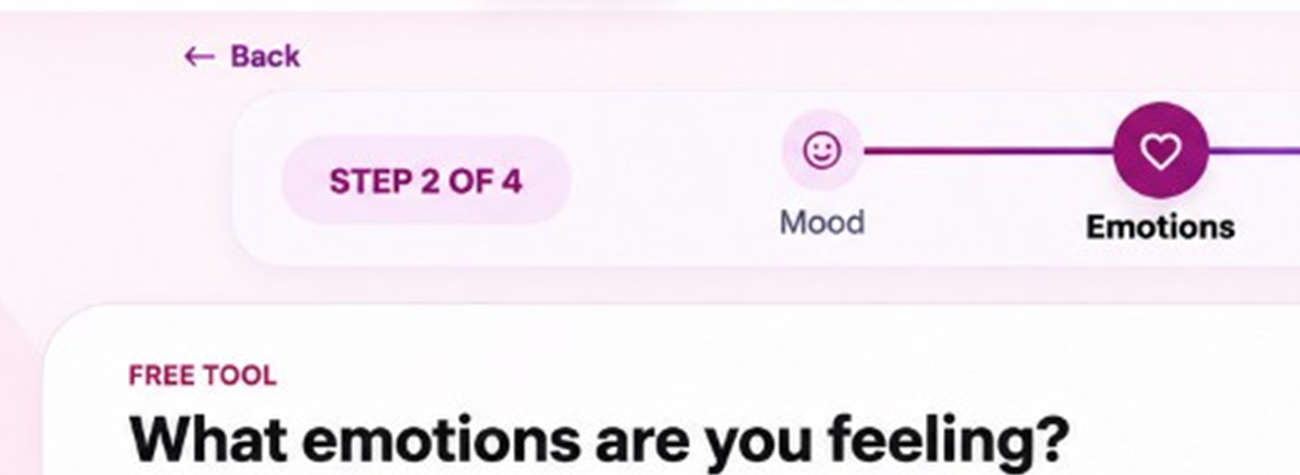 ← Back
STEP 2 OF 4
Mood
Emotions
FREE TOOL
What emotions are you feeling?